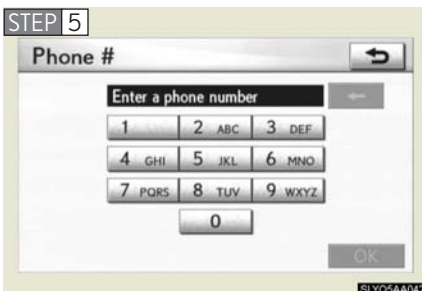 STEP 5
Phone #
Enter a phone number
1 2 ABC 3 DEF
4 GHI 5 JKL 6 MNO
7 PQRS 8 TUV 9 WXYZ
0
OK